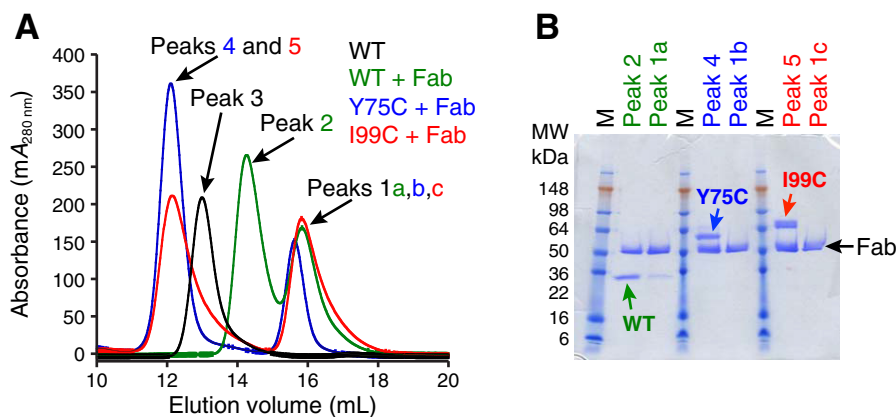 A
Absorbance (mA280 nm)
400
350
300
250
200
150
100
50
0
10
12
14
16
18
20
Elution volume (mL)
Peaks 4 and 5
Peak 3
Peak 2
Peaks 1a,b,c
WT
WT + Fab
Y75C + Fab
I99C + Fab
B
MW
kDa
M
Peak 2
Peak 1a
M
Peak 4
Peak 1b
M
Peak 5
Peak 1c
148
98
64
50
36
22
16
6
WT
Y75C
I99C
Fab